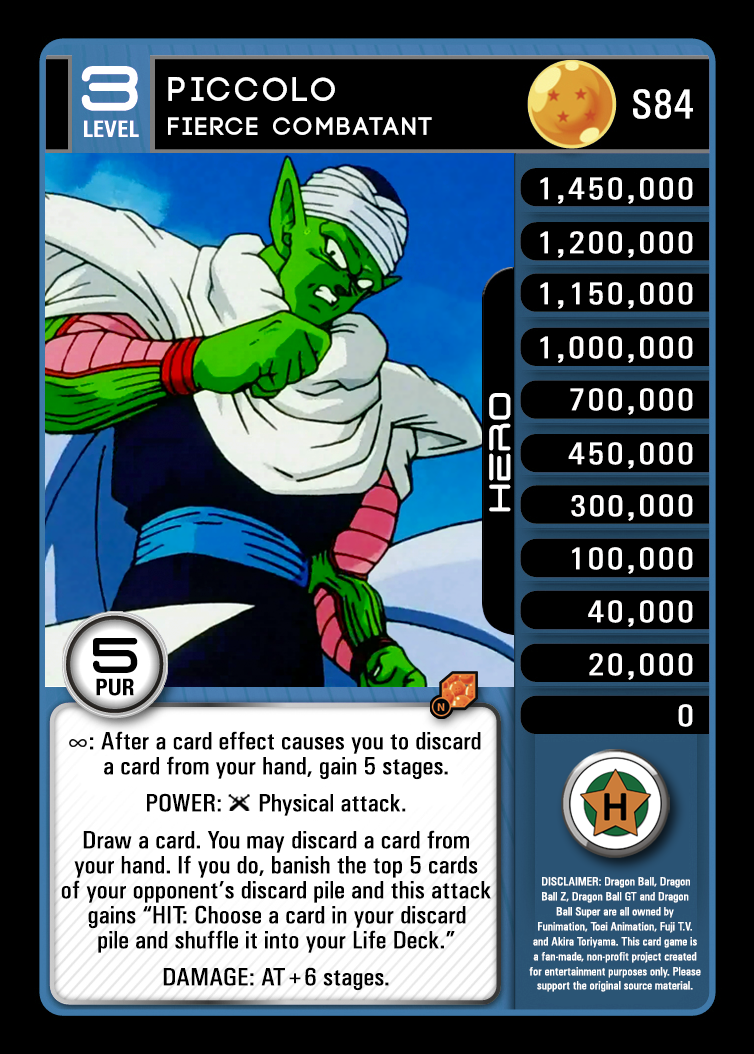 3
LEVEL
PICCOLO
FIERCE COMBATANT
S84
1,450,000
1,200,000
1,150,000
1,000,000
700,000
450,000
300,000
100,000
40,000
20,000
0
HERO
5
PUR
N
∞: After a card effect causes you to discard
a card from your hand, gain 5 stages.
POWER: Physical attack.
Draw a card. You may discard a card from
your hand. If you do, banish the top 5 cards
of your opponent's discard pile and this attack
gains “HIT: Choose a card in your discard
pile and shuffle it into your Life Deck.”
DAMAGE: AT+6 stages.
H
DISCLAIMER: Dragon Ball, Dragon
Ball Z, Dragon Ball GT and Dragon
Ball Super are all owned by
Funimation, Toei Animation, Fuji T.V.
and Akira Toriyama. This card game is
a fan-made, non-profit project created
for entertainment purposes only. Please
support the original source material.